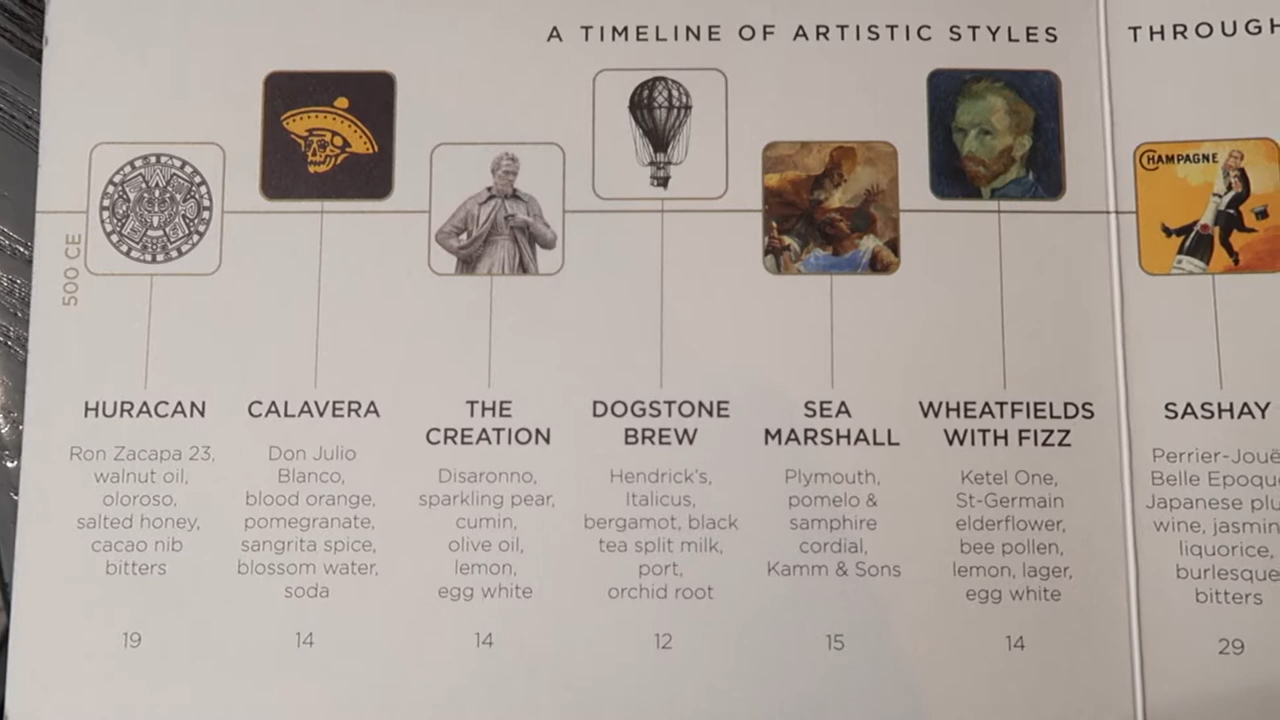 A TIMELINE OF ARTISTIC STYLES
CHAMPAGNE
500 CE
HURACAN
Ron Zacapa 23,
walnut oil,
oloroso,
salted honey,
cacao nib
bitters
19
CALAVERA
Don Julio
Blanco,
blood orange,
pomegranate,
sangrita spice,
blossom water,
soda
14
THE
CREATION
Disaronno,
sparkling pear,
cumin,
olive oil,
lemon,
egg white
14
DOGSTONE
BREW
Hendrick's,
Italicus,
bergamot, black
tea split milk,
port,
orchid root
12
SEA
MARSHALL
Plymouth,
pomelo &
samphire
cordial,
Kamm & Sons
15
WHEATFIELDS
WITH FIZZ
Ketel One,
St-Germain
elderflower,
bee pollen,
lemon, lager,
egg white
14
SASHAY
Belle
Japanese
wine,
liquorice,
burlesque
bitters
29